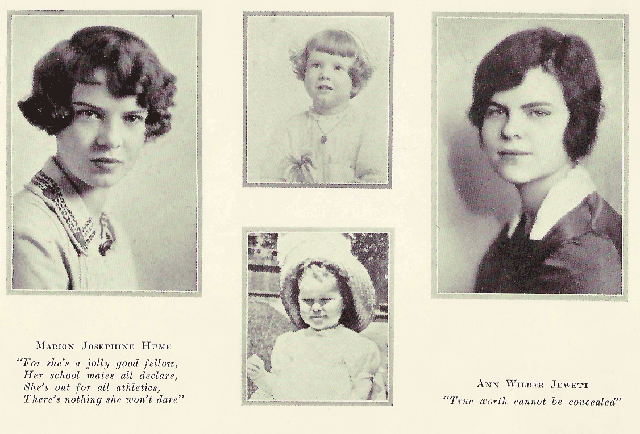 Marion Josephine Hume
"For she's a jolly good fellow,
Her school mates all declare,
She's out for all athletics,
There's nothing she won't dare"
Ann Wilber Jewett
"True worth cannot be concealed"